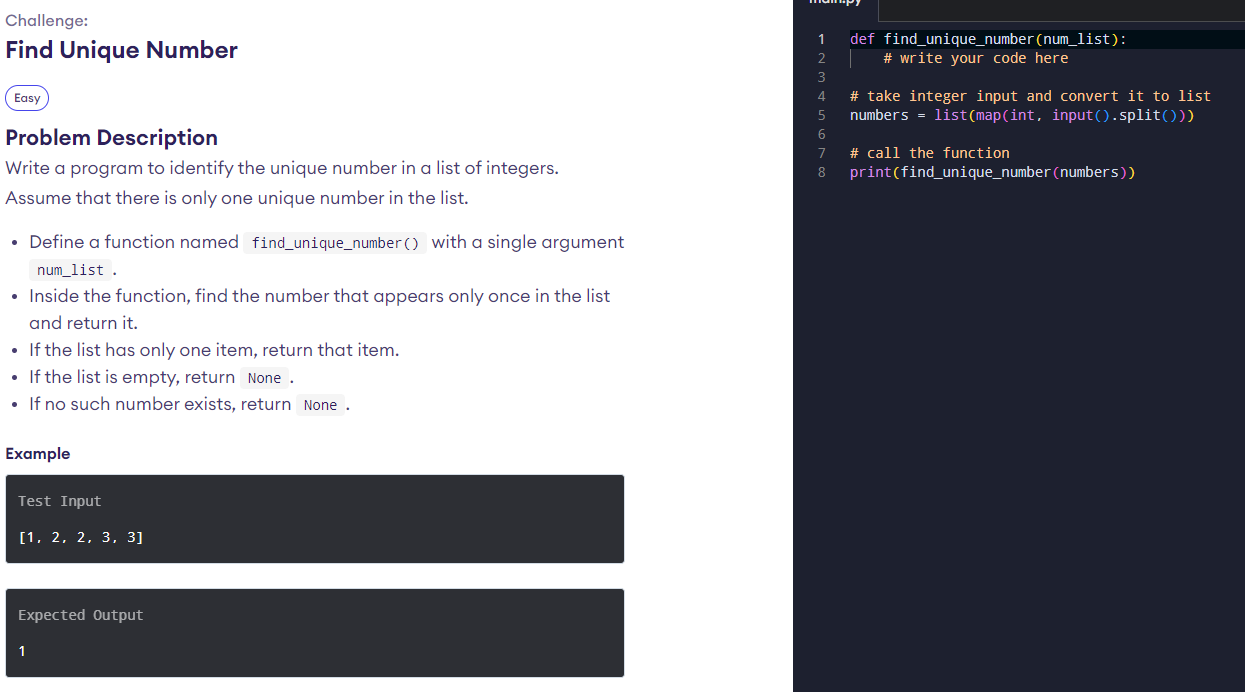 Challenge:
Find Unique Number
Easy
Problem Description
Write a program to identify the unique number in a list of integers.
Assume that there is only one unique number in the list.
• Define a function named find_unique_number() with a single argument
num_list .
• Inside the function, find the number that appears only once in the list
and return it.
• If the list has only one item, return that item.
• If the list is empty, return None .
• If no such number exists, return None .
Example
Test Input
[1, 2, 2, 3, 3]
Expected Output
1
main.py
1 def find_unique_number(num_list):
2     # write your code here
3
4 # take integer input and convert it to list
5 numbers = list(map(int, input().split()))
6
7 # call the function
8 print(find_unique_number(numbers))